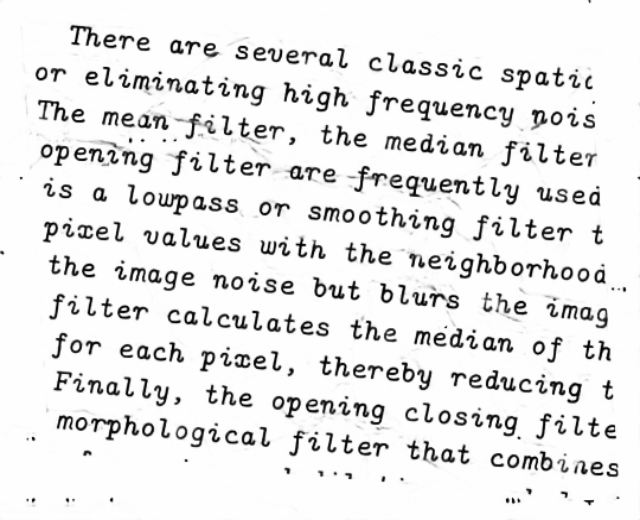 There are several classic spatic
or eliminating high frequency nois
The mean filter, the median filter
opening filter are frequently used
is a lowpass or smoothing filter t
pixel values with the neighborhood
the image noise but blurs the imag
filter calculates the median of th
for each pixel, thereby reducing t
Finally, the opening closing filte
morphological filter that combines